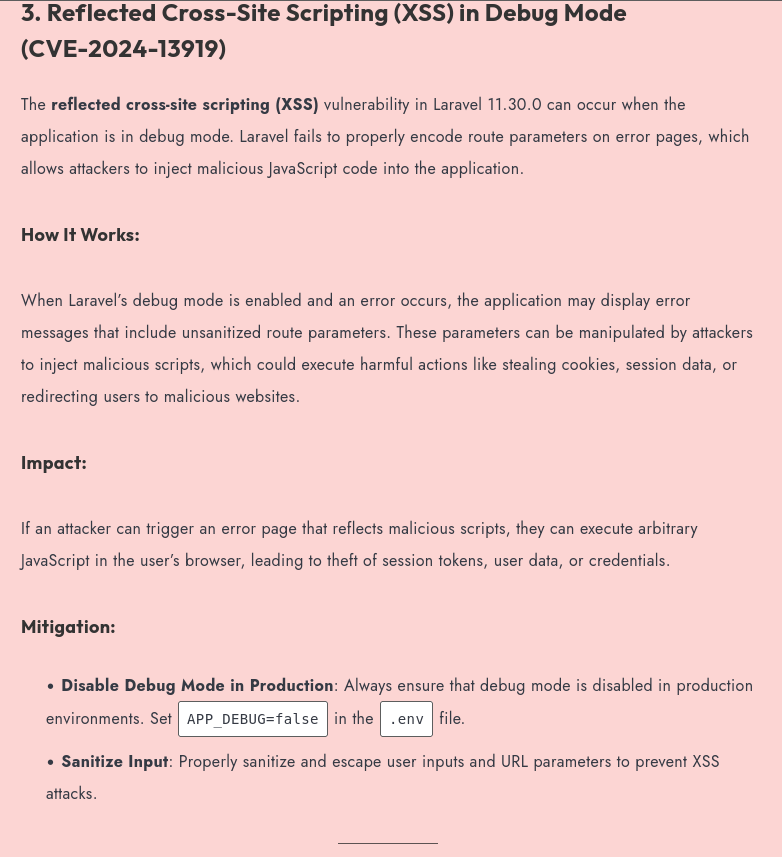 3. Reflected Cross-Site Scripting (XSS) in Debug Mode
(CVE-2024-13919)
The reflected cross-site scripting (XSS) vulnerability in Laravel 11.30.0 can occur when the
application is in debug mode. Laravel fails to properly encode route parameters on error pages, which
allows attackers to inject malicious JavaScript code into the application.
How It Works:
When Laravel’s debug mode is enabled and an error occurs, the application may display error
messages that include unsanitized route parameters. These parameters can be manipulated by attackers
to inject malicious scripts, which could execute harmful actions like stealing cookies, session data, or
redirecting users to malicious websites.
Impact:
If an attacker can trigger an error page that reflects malicious scripts, they can execute arbitrary
JavaScript in the user’s browser, leading to theft of session tokens, user data, or credentials.
Mitigation:
• Disable Debug Mode in Production: Always ensure that debug mode is disabled in production
environments. Set APP_DEBUG=false in the .env file.
• Sanitize Input: Properly sanitize and escape user inputs and URL parameters to prevent XSS
attacks.